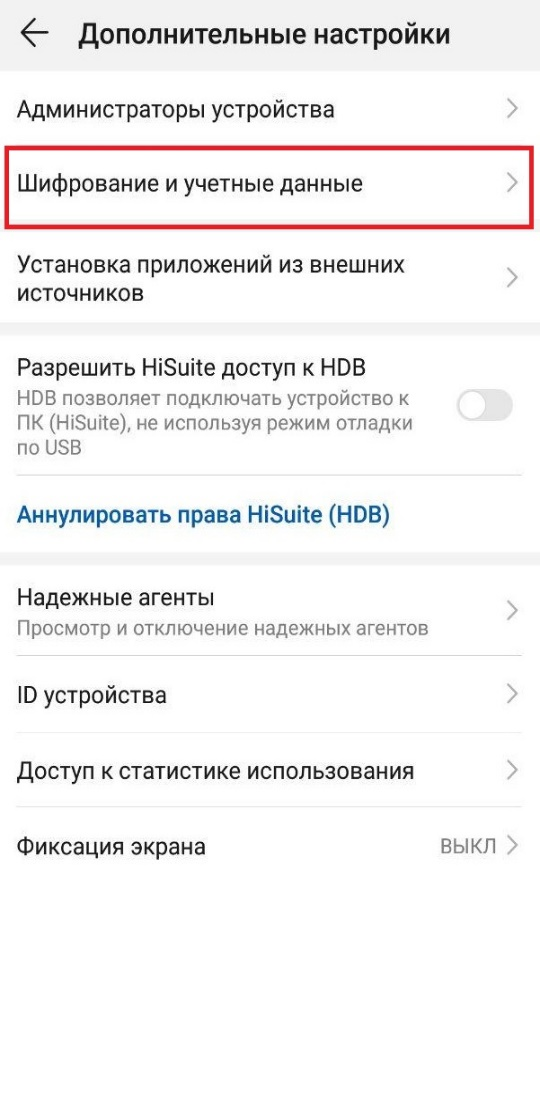 Дополнительные настройки
Администраторы устройства
Шифрование и учетные данные
Установка приложений из внешних
источников
Разрешить HiSuite доступ к HDB
HDB позволяет подключать устройство к
ПК (HiSuite), не используя режим отладки
по USB
Аннулировать права HiSuite (HDB)
Надежные агенты
Просмотр и отключение надежных агентов
ID устройства
Доступ к статистике использования
Фиксация экрана ВЫКЛ